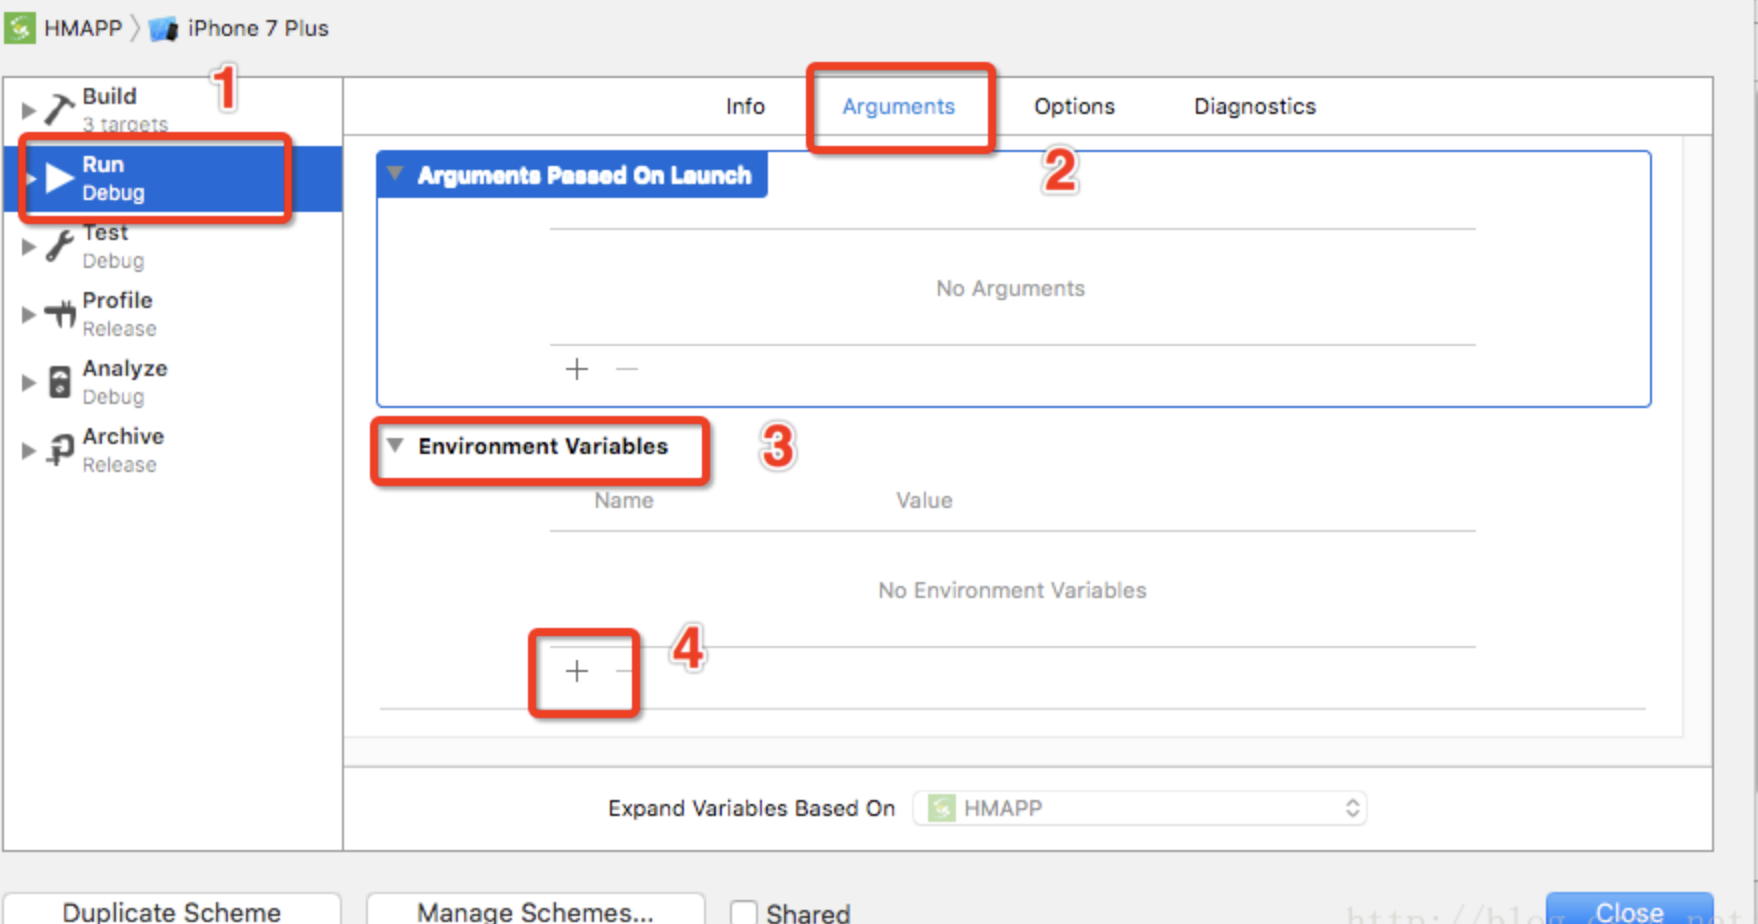 HMAPP
iPhone 7 Plus
1
Build
3 targets
Run
Debug
Test
Debug
Profile
Release
Analyze
Debug
Archive
Release
Info
Arguments
Options
Diagnostics
2
Arguments Passed On Launch
No Arguments
+ −
Environment Variables
3
Name Value
No Environment Variables
+ −
4
Expand Variables Based On HMAPP
Duplicate Scheme
Manage Schemes...
Shared
Close
http://blog.
net